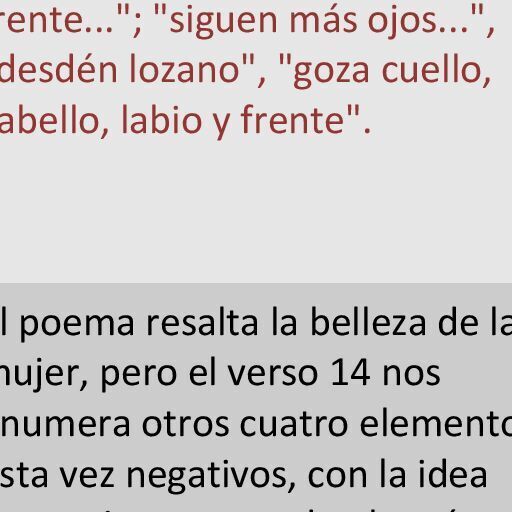 rente..."; "siguen más ojos...",
desdén lozano", "goza cuello,
abello, labio y frente".
l poema resalta la belleza de la
nujer, pero el verso 14 nos
numera otros cuatro elemento
sta vez negativos, con la idea